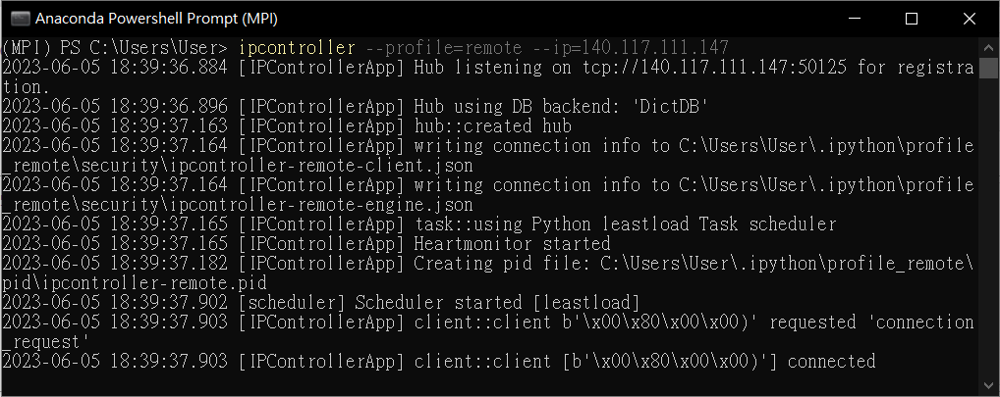 Anaconda Powershell Prompt (MPI)
(MPI) PS C:\Users\User> ipcontroller --profile=remote --ip=140.117.111.147
2023-06-05 18:39:36.884 [IPControllerApp] Hub listening on tcp://140.117.111.147:50125 for registra
tion.
2023-06-05 18:39:36.896 [IPControllerApp] Hub using DB backend: 'DictDB'
2023-06-05 18:39:37.163 [IPControllerApp] hub::created hub
2023-06-05 18:39:37.164 [IPControllerApp] writing connection info to C:\Users\User\.ipython\profile
_remote\security\ipcontroller-remote-client.json
2023-06-05 18:39:37.164 [IPControllerApp] writing connection info to C:\Users\User\.ipython\profile
_remote\security\ipcontroller-remote-engine.json
2023-06-05 18:39:37.165 [IPControllerApp] task::using Python leastload Task scheduler
2023-06-05 18:39:37.165 [IPControllerApp] Heartmonitor started
2023-06-05 18:39:37.182 [IPControllerApp] Creating pid file: C:\Users\User\.ipython\profile_remote\
pid\ipcontroller-remote.pid
2023-06-05 18:39:37.902 [scheduler] Scheduler started [leastload]
2023-06-05 18:39:37.903 [IPControllerApp] client::client b'\x00\x80\x00\x00)' requested 'connection
_request'
2023-06-05 18:39:37.903 [IPControllerApp] client::client [b'\x00\x80\x00\x00)'] connected